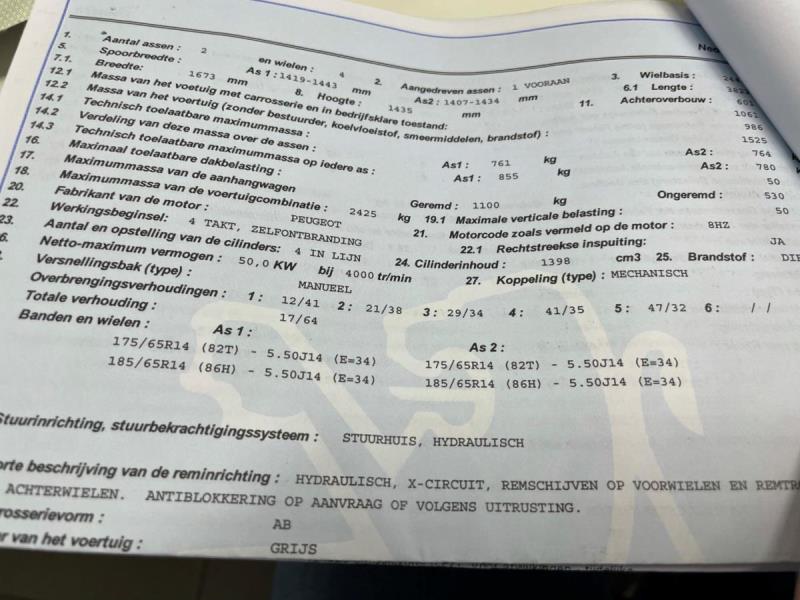 1. Aantal assen : 2 en wielen : 4 2. Aangedreven assen : 1 VOORAAN 3. Wielbasis :
5. Spoorbreedte : As 1 : 1419-1443 mm As2 : 1407-1434 mm 6.1 Lengte :
7.1. Breedte: 1673 mm 8. Hoogte : 1435 mm 11. Achteroverbouw : 601
12.1 Massa van het voetuig met carrosserie en in bedrijfsklare toestand: 1061
12.2 Massa van het voertuig (zonder bestuurder, koelvloeistof, smeermiddelen, brandstof) : 986
14.1 Technisch toelaatbare maximummassa : 1525
14.2 Verdeling van deze massa over de assen : As1 : 761 kg As2 : 764
14.3 Technisch toelaatbare maximummassa op iedere as : As1 : 855 kg As2 : 780
16. Maximaal toelaatbare dakbelasting : 50
17. Maximummassa van de aanhangwagen Geremd : 1100 kg Ongeremd : 530
18. Maximummassa van de voertuigcombinatie : 2425 kg 19.1 Maximale verticale belasting : 50
20. Fabrikant van de motor : PEUGEOT 21. Motorcode zoals vermeld op de motor : 8HZ
22. Werkingsbeginsel: 4 TAKT, ZELFONTBRANDING 22.1 Rechtstreekse inspuiting: JA
23. Aantal en opstelling van de cilinders: 4 IN LIJN 24. Cilinderinhoud : 1398 cm3 25. Brandstof :
Netto-maximum vermogen : 50,0 KW bij 4000 tr/min 27. Koppeling (type) : MECHANISCH
Versnellingsbak (type) : MANUEEL
Overbrengingsverhoudingen : 1 : 12/41 2 : 21/38 3 : 29/34 4 : 41/35 5 : 47/32 6 : / /
Totale verhouding : 17/64
Banden en wielen : As 1 : As 2 :
175/65R14 (82T) - 5.50J14 (E=34) 175/65R14 (82T) - 5.50J14 (E=34)
185/65R14 (86H) - 5.50J14 (E=34) 185/65R14 (86H) - 5.50J14 (E=34)
Stuurinrichting, stuurbekrachtigingssysteem : STUURHUIS, HYDRAULISCH
orte beschrijving van de reminrichting : HYDRAULISCH, X-CIRCUIT, REMSCHIJVEN OP VOORWIELEN EN REMTR
ACHTERWIELEN. ANTIBLOKKERING OP AANVRAAG OF VOLGENS UITRUSTING.
rosserievorm : AB
van het voertuig : GRIJS